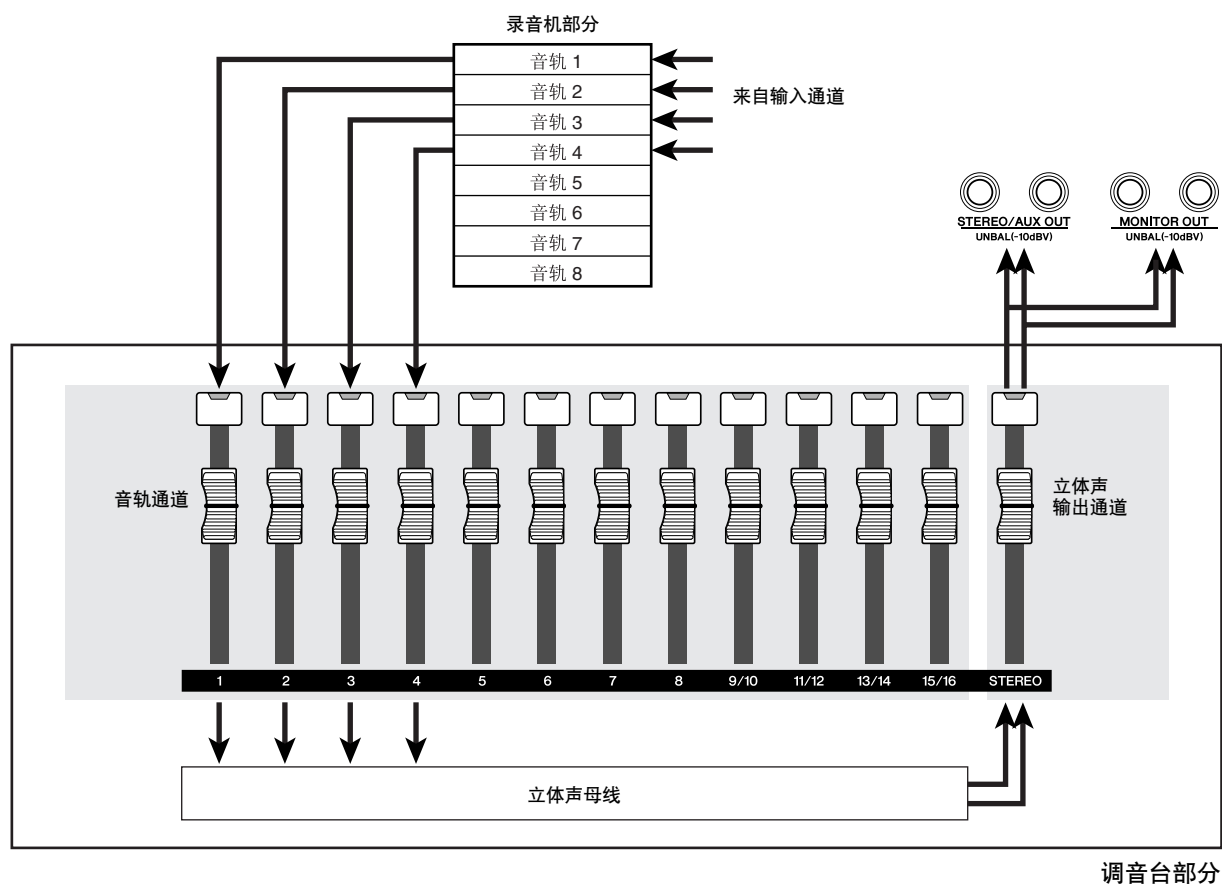 录音机部分
音轨 1
音轨 2
音轨 3
音轨 4
音轨 5
音轨 6
音轨 7
音轨 8
来自输入通道
STEREO/AUX OUT
UNBAL(-10dBV)
MONITOR OUT
UNBAL(-10dBV)
音轨通道
立体声
输出通道
1 2 3 4 5 6 7 8 9/10 11/12 13/14 15/16 STEREO
立体声母线
调音台部分